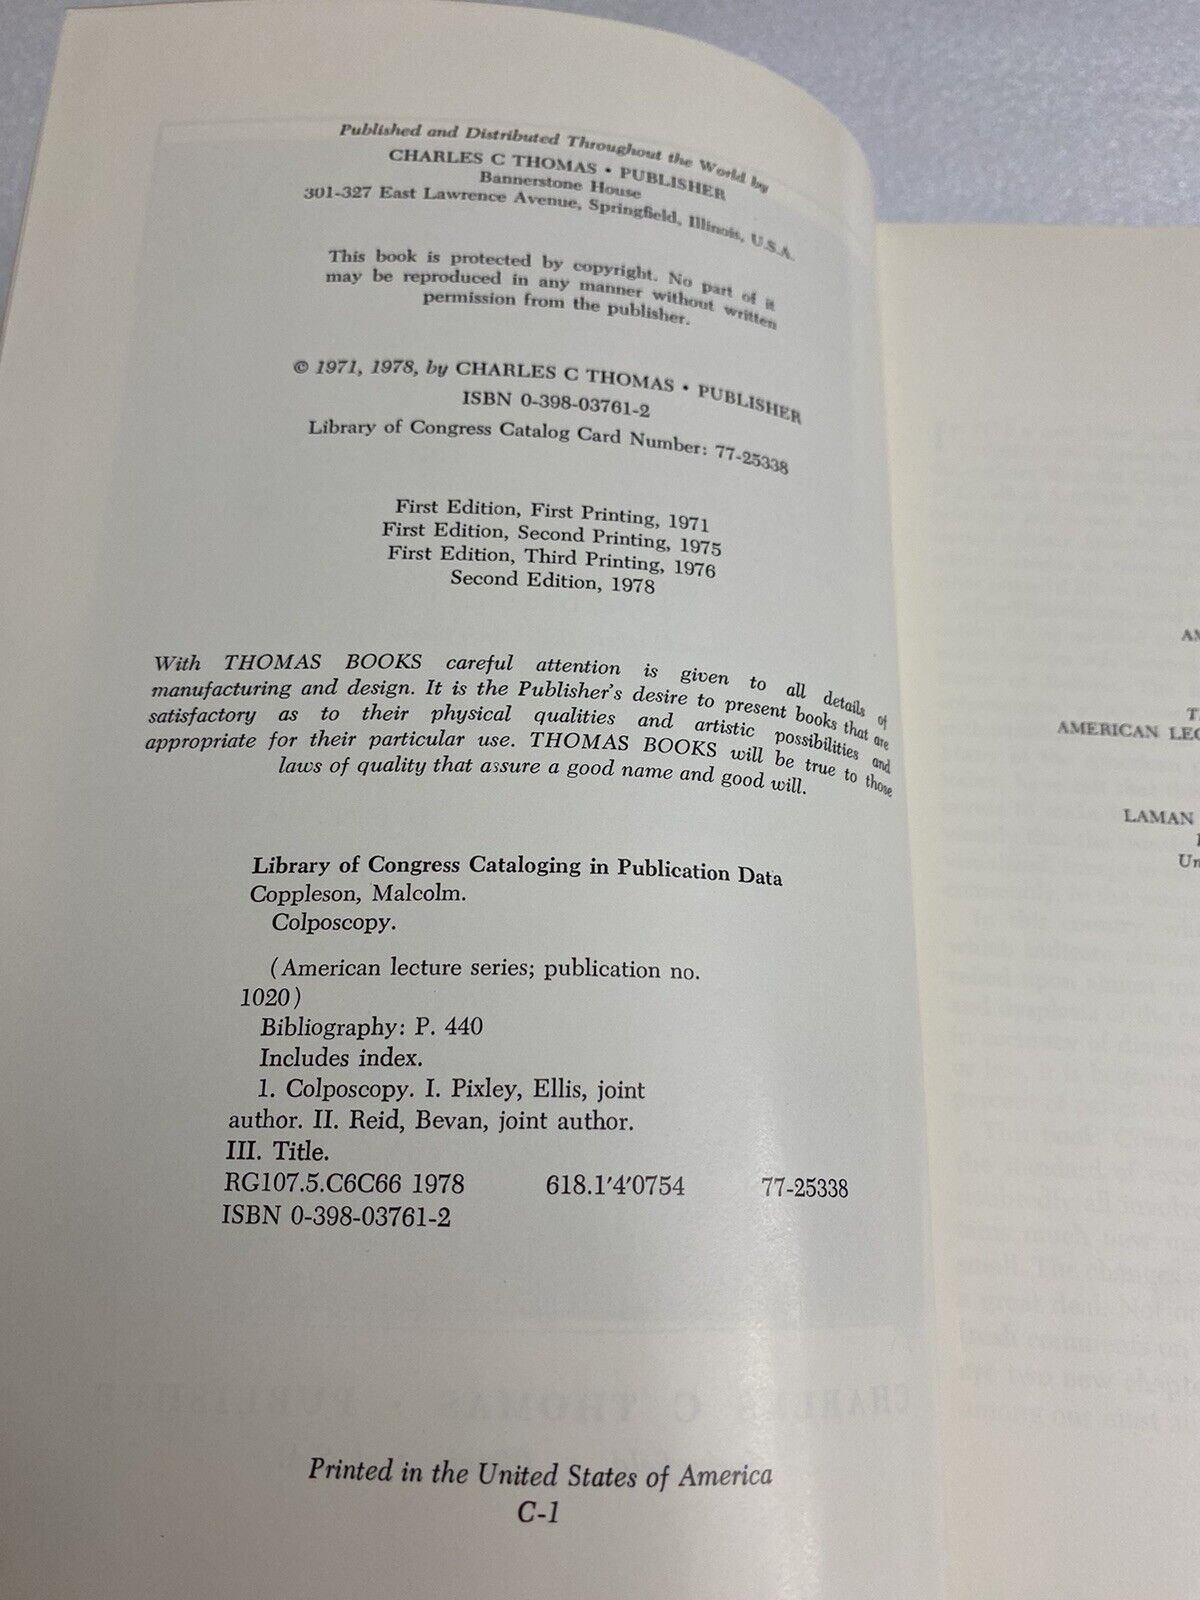 Published and Distributed Throughout the World by
CHARLES C THOMAS • PUBLISHER
Bannerstone House
301-327 East Lawrence Avenue, Springfield, Illinois, U.S.A.
This book is protected by copyright. No part of it
may be reproduced in any manner without written
permission from the publisher.
© 1971, 1978, by CHARLES C THOMAS • PUBLISHER
ISBN 0-398-03761-2
Library of Congress Catalog Card Number: 77-25338
First Edition, First Printing, 1971
First Edition, Second Printing, 1975
First Edition, Third Printing, 1976
Second Edition, 1978
With THOMAS BOOKS careful attention is given to all details of
manufacturing and design. It is the Publisher's desire to present books that are
satisfactory as to their physical qualities and artistic possibilities and
appropriate for their particular use. THOMAS BOOKS will be true to those
laws of quality that assure a good name and good will.
Library of Congress Cataloging in Publication Data
Coppleson, Malcolm.
Colposcopy.
(American lecture series; publication no.
1020)
Bibliography: P. 440
Includes index.
1. Colposcopy. I. Pixley, Ellis, joint
author. II. Reid, Bevan, joint author.
III. Title.
RG107.5.C6C66 1978 618.1'4'0754 77-25338
ISBN 0-398-03761-2
Printed in the United States of America
C-1
AMERICAN LEC
LAMAN